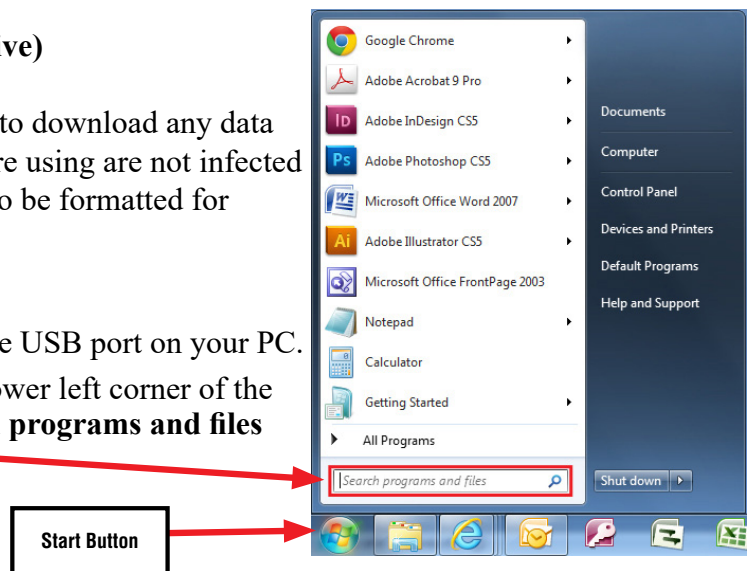 ive)
to download any data
re using are not infected
o be formatted for
e USB port on your PC.
ower left corner of the
programs and files
Start Button
Google Chrome
Adobe Acrobat 9 Pro
Adobe InDesign CS5
Adobe Photoshop CS5
Microsoft Office Word 2007
Adobe Illustrator CS5
Microsoft Office FrontPage 2003
Notepad
Calculator
Getting Started
All Programs
Search programs and files
Documents
Computer
Control Panel
Devices and Printers
Default Programs
Help and Support
Shut down